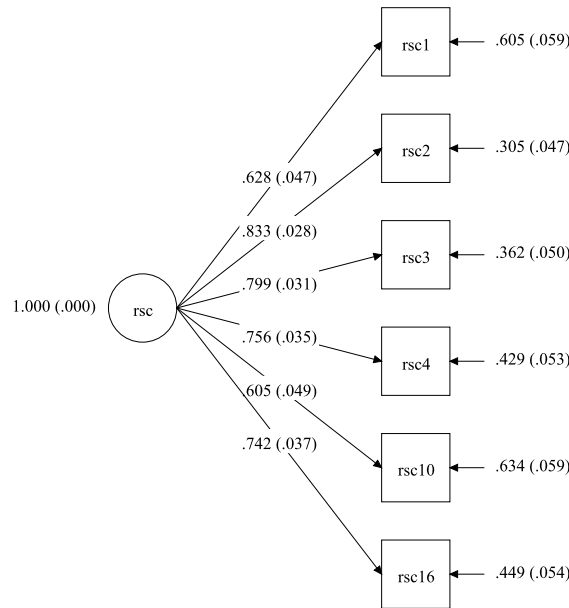 rsc1
.605 (.059)
rsc2
.305 (.047)
.628 (.047)
.833 (.028)
rsc3
.362 (.050)
.799 (.031)
1.000 (.000)
rsc
.756 (.035)
rsc4
.429 (.053)
.605 (.049)
.742 (.037)
rsc10
.634 (.059)
rsc16
.449 (.054)